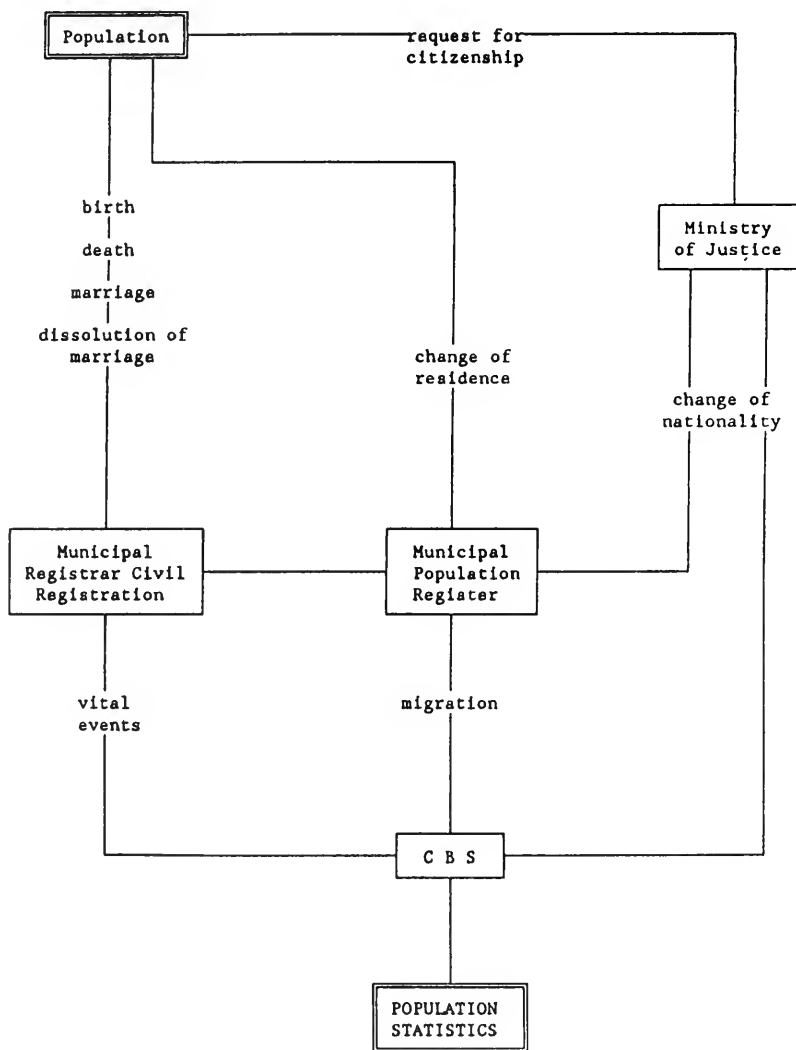 Population
request for
citizenship
birth
death
marriage
dissolution of
marriage
Ministry
of Justice
change of
residence
change of
nationality
Municipal
Registrar Civil
Registration
Municipal
Population
Register
vital
events
migration
C B S
POPULATION
STATISTICS